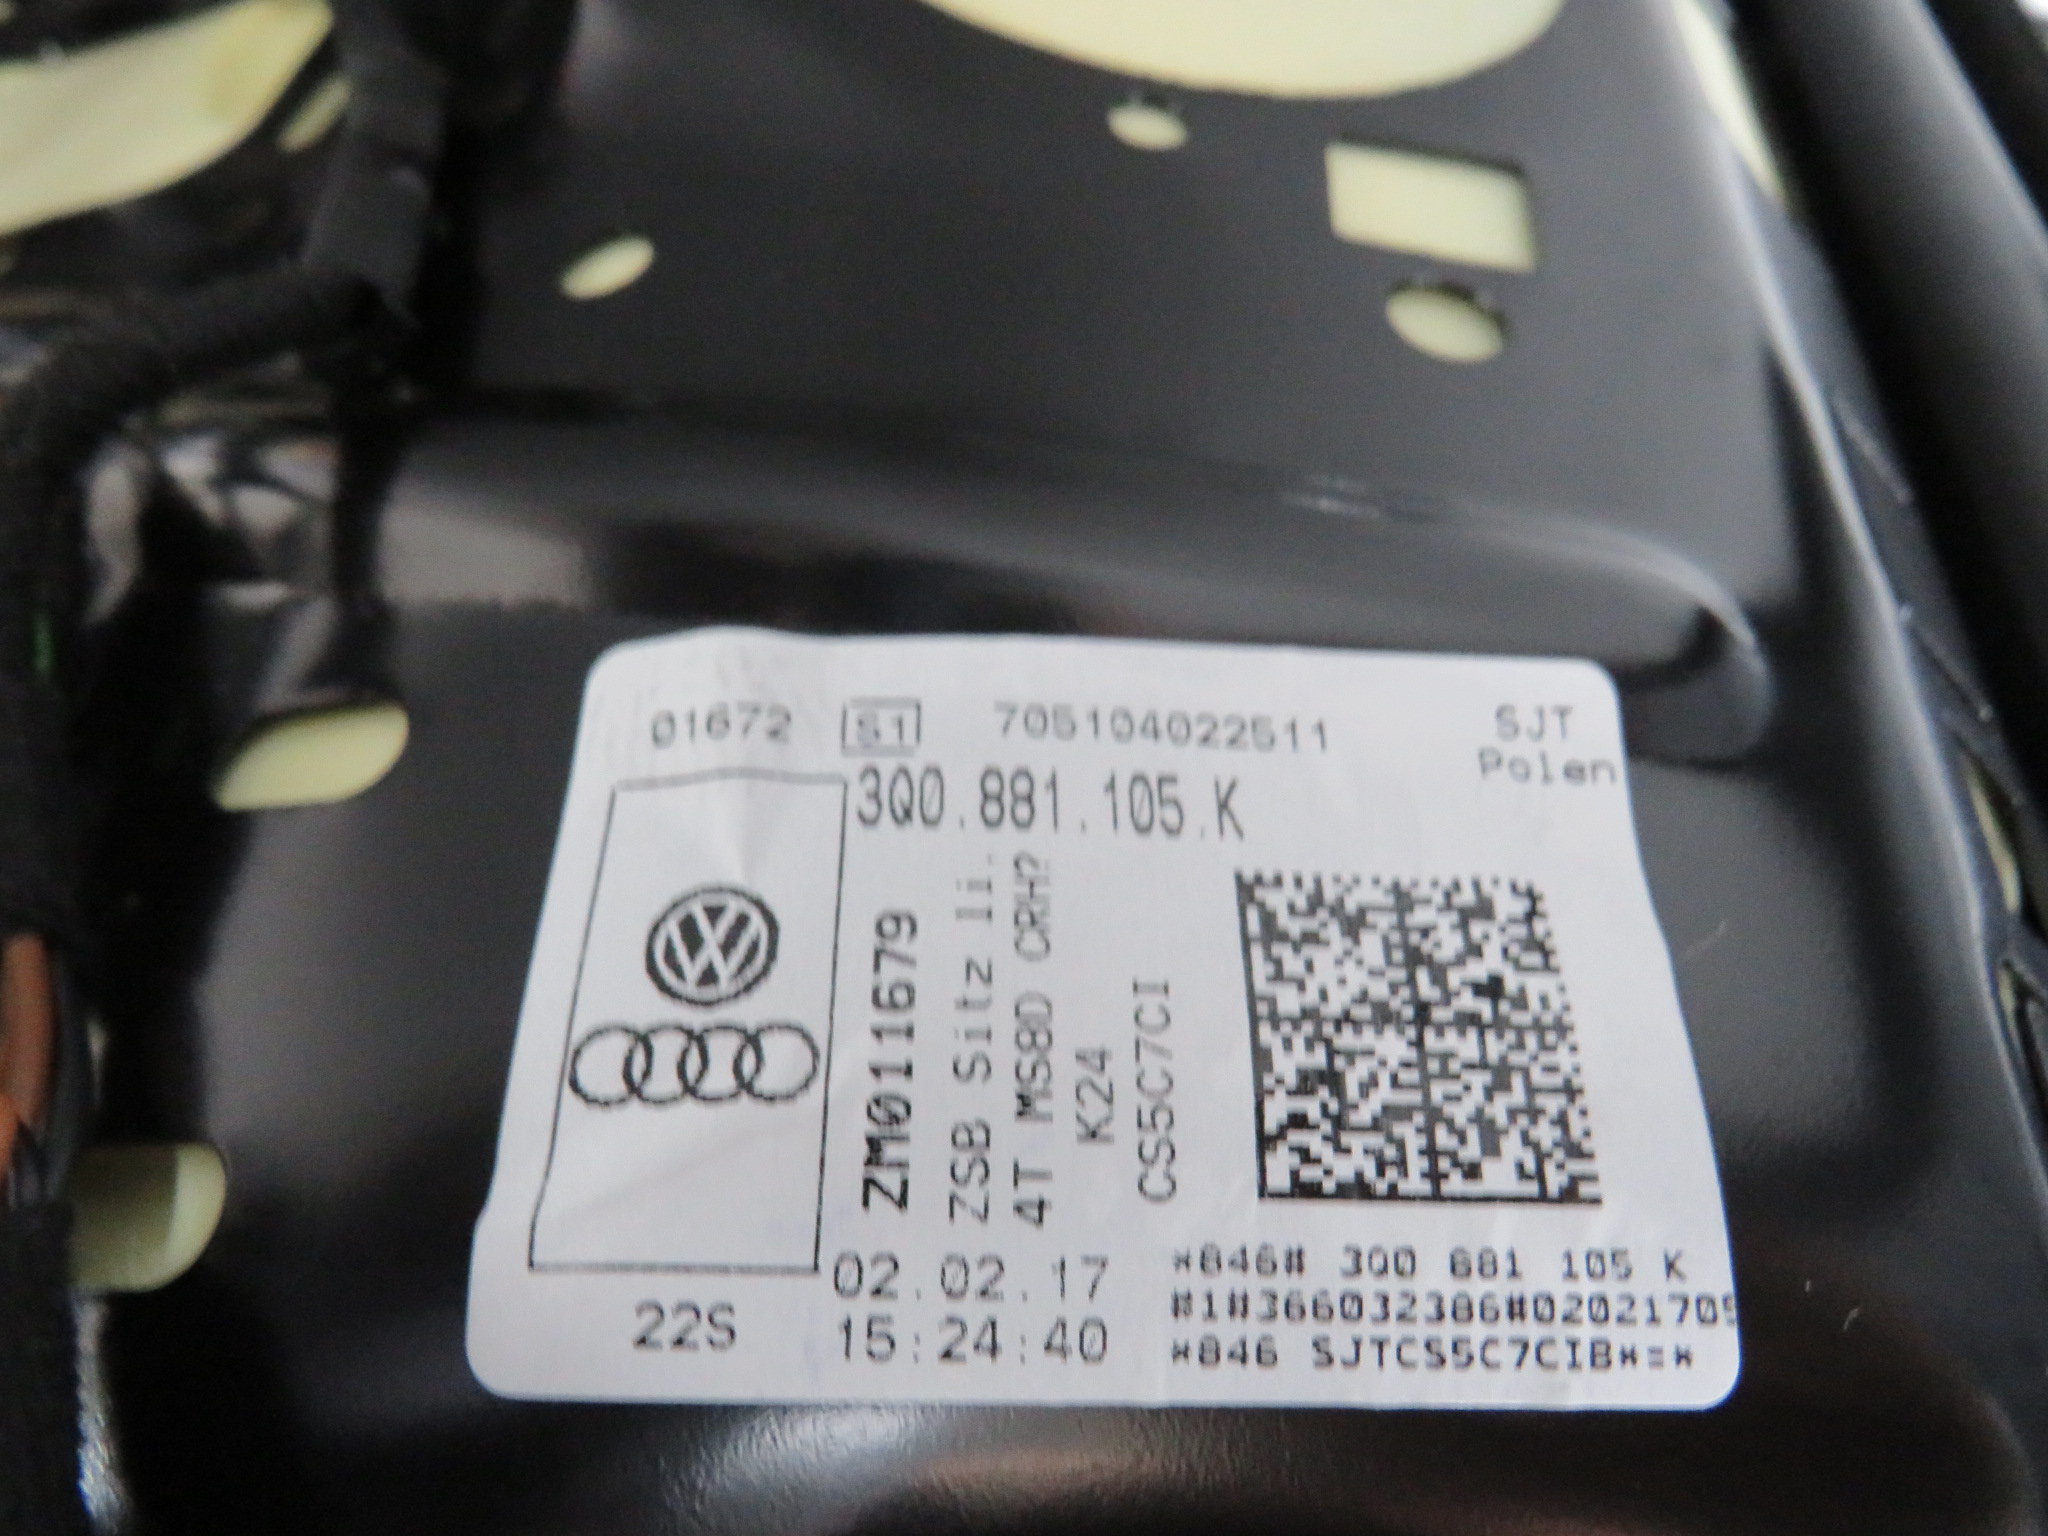 01672 S1 705104022511 SJT
Polen
3Q0.881.105.K
ZM011679
ZSB Sitz li.
4T MS8D CRH?
K24
CS5C7CI
22S
02.02.17
15:24:40
*846# 3Q0 881 105 K
#1#366032386#02021705
*846 SJTCS5C7CIB*=*